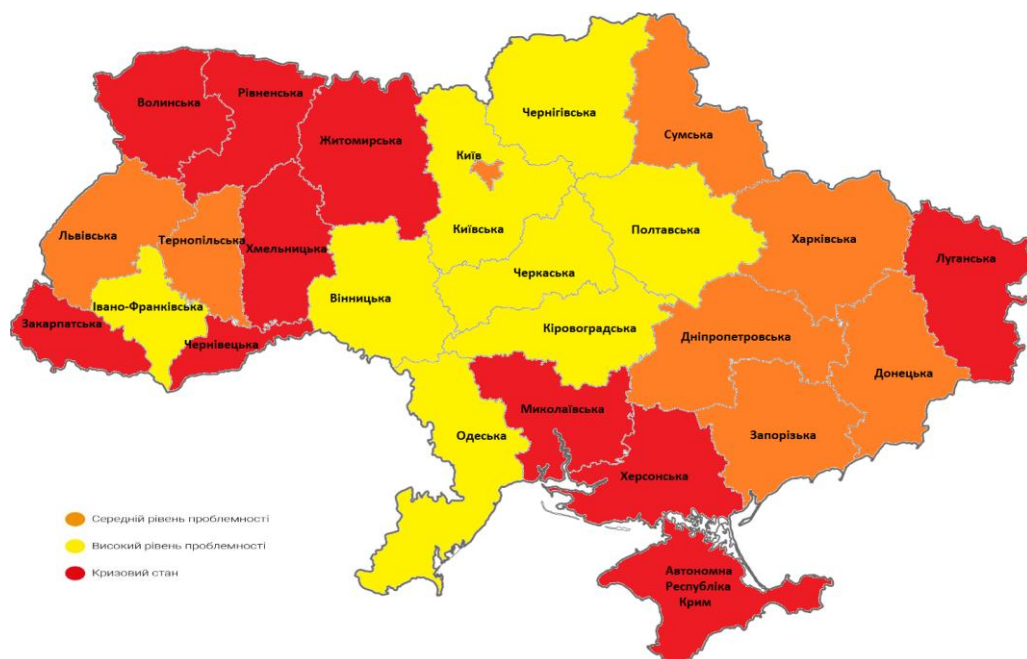 Волинська
Рівненська
Житомирська
Чернігівська
Сумська
Київ
Київська
Львівська
Тернопільська
Хмельницька
Вінницька
Черкаська
Полтавська
Харківська
Луганська
Закарпатська
Івано-Франківська
Чернівецька
Кіровоградська
Дніпропетровська
Донецька
Одеська
Миколаївська
Запорізька
Херсонська
Автономна
Республіка
Крим
Середній рівень проблемності
Високий рівень проблемності
Кризовий стан